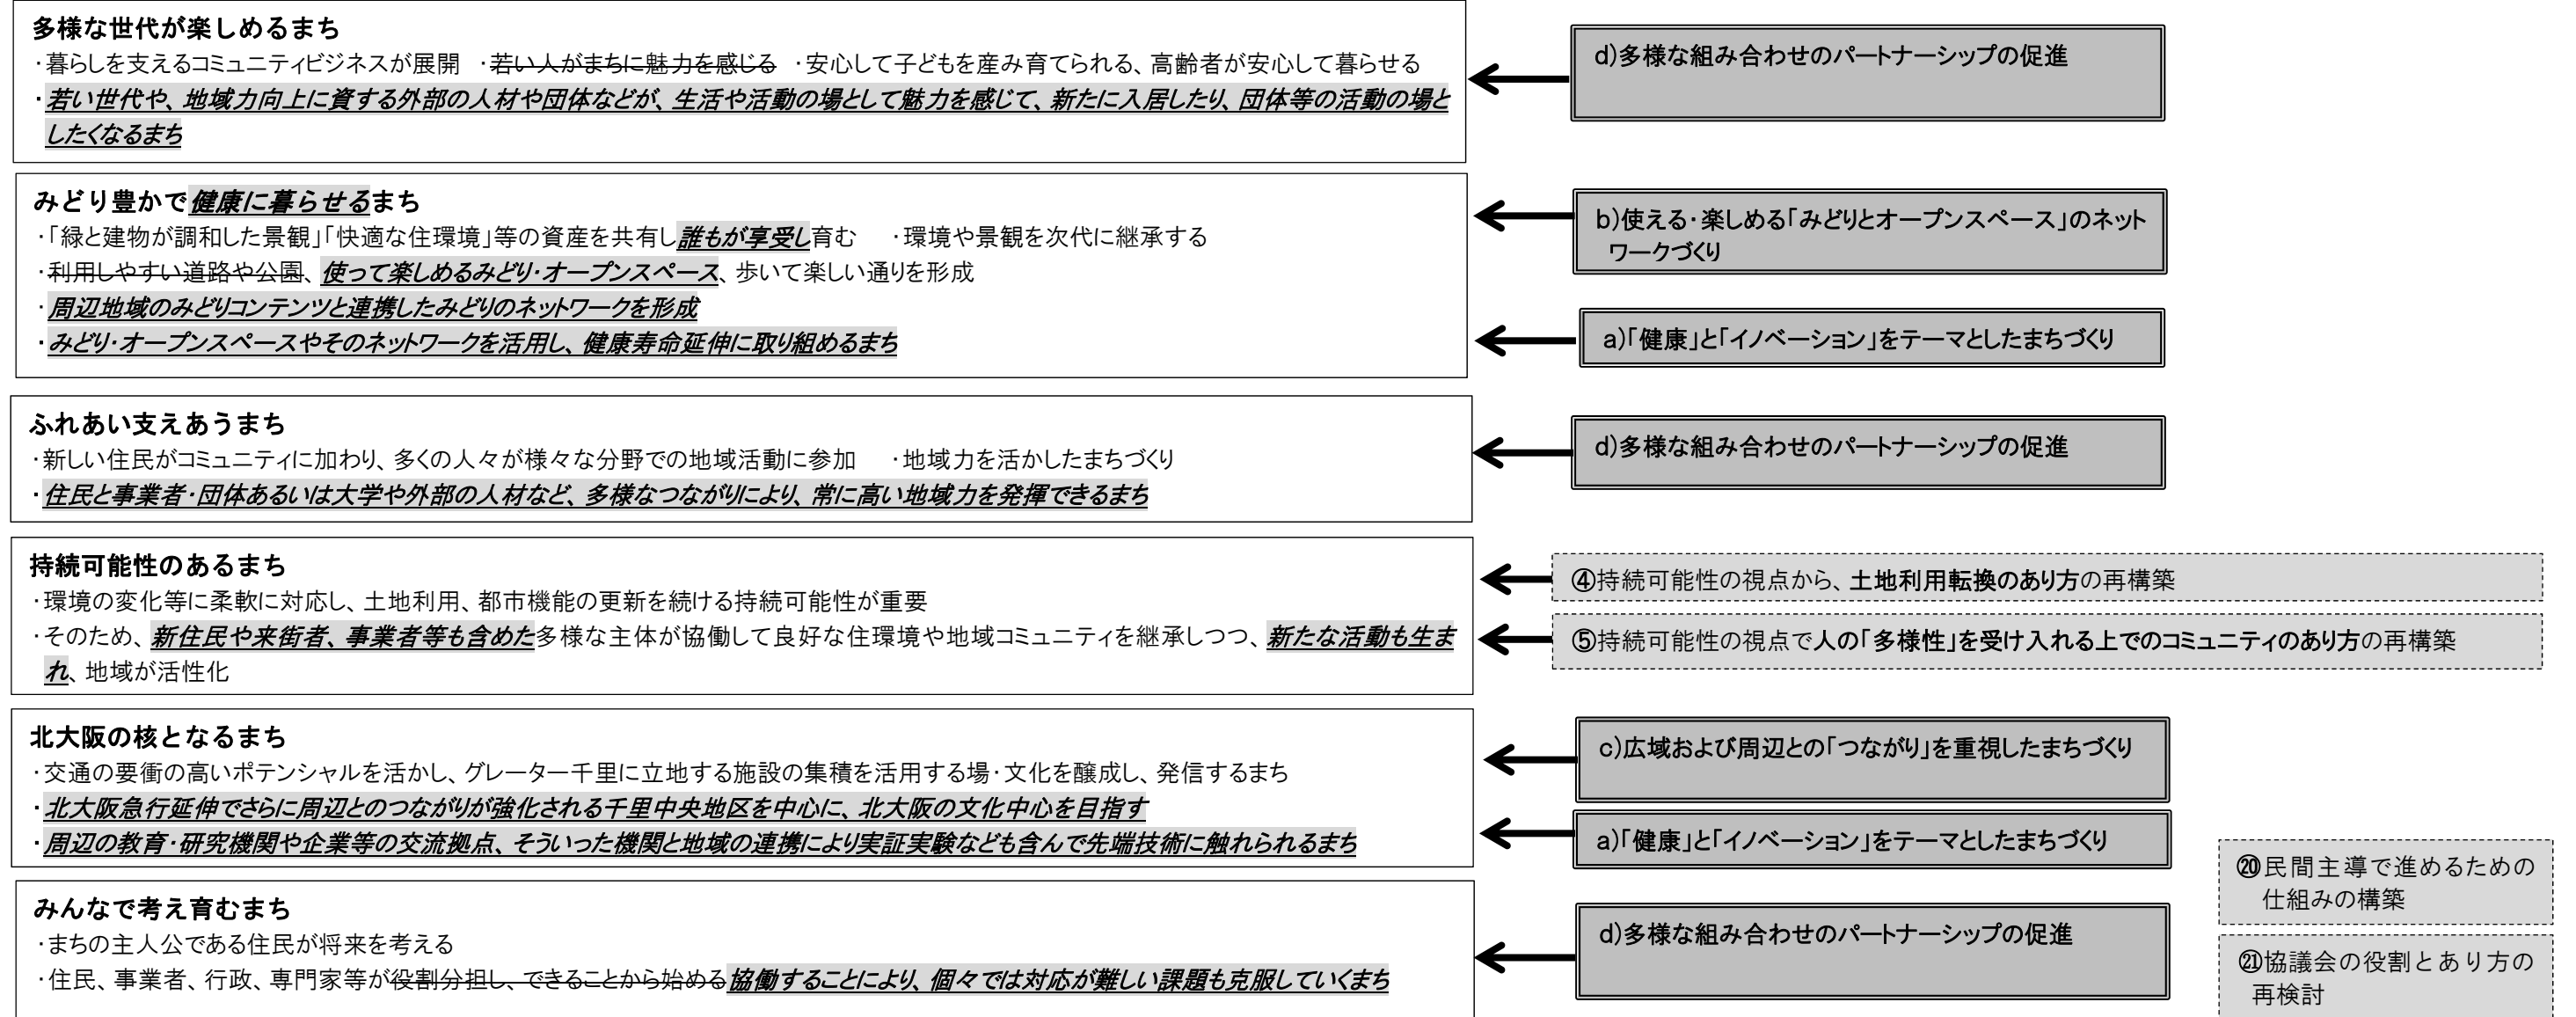 多様な世代が楽しめるまち
・暮らしを支えるコミュニティビジネスが展開 ・若い人がまちに魅力を感じる ・安心して子どもを産み育てられる、高齢者が安心して暮らせる
・若い世代や、地域力向上に資する外部の人材や団体などが、生活や活動の場として魅力を感じて、新たに入居したり、団体等の活動の場と
したくなるまち
d)多様な組み合わせのパートナーシップの促進
みどり豊かで健康に暮らせるまち
・「緑と建物が調和した景観」「快適な住環境」等の資産を共有し誰もが享受し育む ・環境や景観を次代に継承する
・利用しやすい道路や公園、使って楽しめるみどり・オープンスペース、歩いて楽しい通りを形成
・周辺地域のみどりコンテンツと連携したみどりのネットワークを形成
・みどり・オープンスペースやそのネットワークを活用し、健康寿命延伸に取り組めるまち
b)使える・楽しめる「みどりとオープンスペース」のネット
ワークづくり
a)「健康」と「イノベーション」をテーマとしたまちづくり
ふれあい支えあうまち
・新しい住民がコミュニティに加わり、多くの人々が様々な分野での地域活動に参加 ・地域力を活かしたまちづくり
・住民と事業者・団体あるいは大学や外部の人材など、多様なつながりにより、常に高い地域力を発揮できるまち
d)多様な組み合わせのパートナーシップの促進
持続可能性のあるまち
・環境の変化等に柔軟に対応し、土地利用、都市機能の更新を続ける持続可能性が重要
・そのため、新住民や来街者、事業者等も含めた多様な主体が協働して良好な住環境や地域コミュニティを継承しつつ、新たな活動も生ま
れ、地域が活性化
④持続可能性の視点から、土地利用転換のあり方の再構築
⑤持続可能性の視点で人の「多様性」を受け入れる上でのコミュニティのあり方の再構築
北大阪の核となるまち
・交通の要衝の高いポテンシャルを活かし、グレーター千里に立地する施設の集積を活用する場・文化を醸成し、発信するまち
・北大阪急行延伸でさらに周辺とのつながりが強化される千里中央地区を中心に、北大阪の文化中心を目指す
・周辺の教育・研究機関や企業等の交流拠点、そういった機関と地域の連携により実証実験なども含んで先端技術に触れられるまち
c)広域および周辺との「つながり」を重視したまちづくり
a)「健康」と「イノベーション」をテーマとしたまちづくり
みんなで考え育むまち
・まちの主人公である住民が将来を考える
・住民、事業者、行政、専門家等が役割分担し、できることから始める協働することにより、個々では対応が難しい課題も克服していくまち
d)多様な組み合わせのパートナーシップの促進
⑳民間主導で進めるための
仕組みの構築
㉑協議会の役割とあり方の
再検討